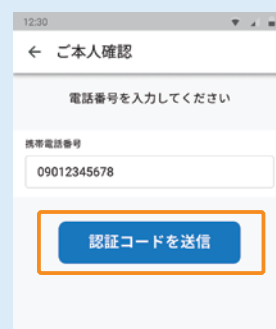 12:30
← ご本人確認
電話番号を入力してください
携帯電話番号
09012345678
認証コードを送信